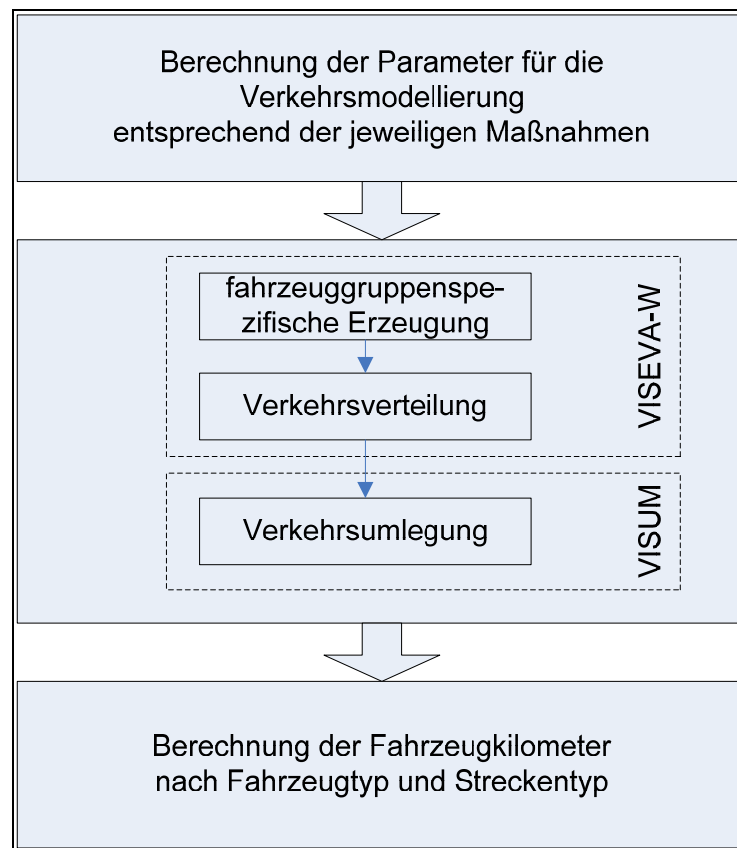 Berechnung der Parameter für die
Verkehrsmodellierung
entsprechend der jeweiligen Maßnahmen
fahrzeuggruppenspe-
zifische Erzeugung
Verkehrsverteilung
VISEVA-W
Verkehrsumlegung
VISUM
Berechnung der Fahrzeugkilometer
nach Fahrzeugtyp und Streckentyp